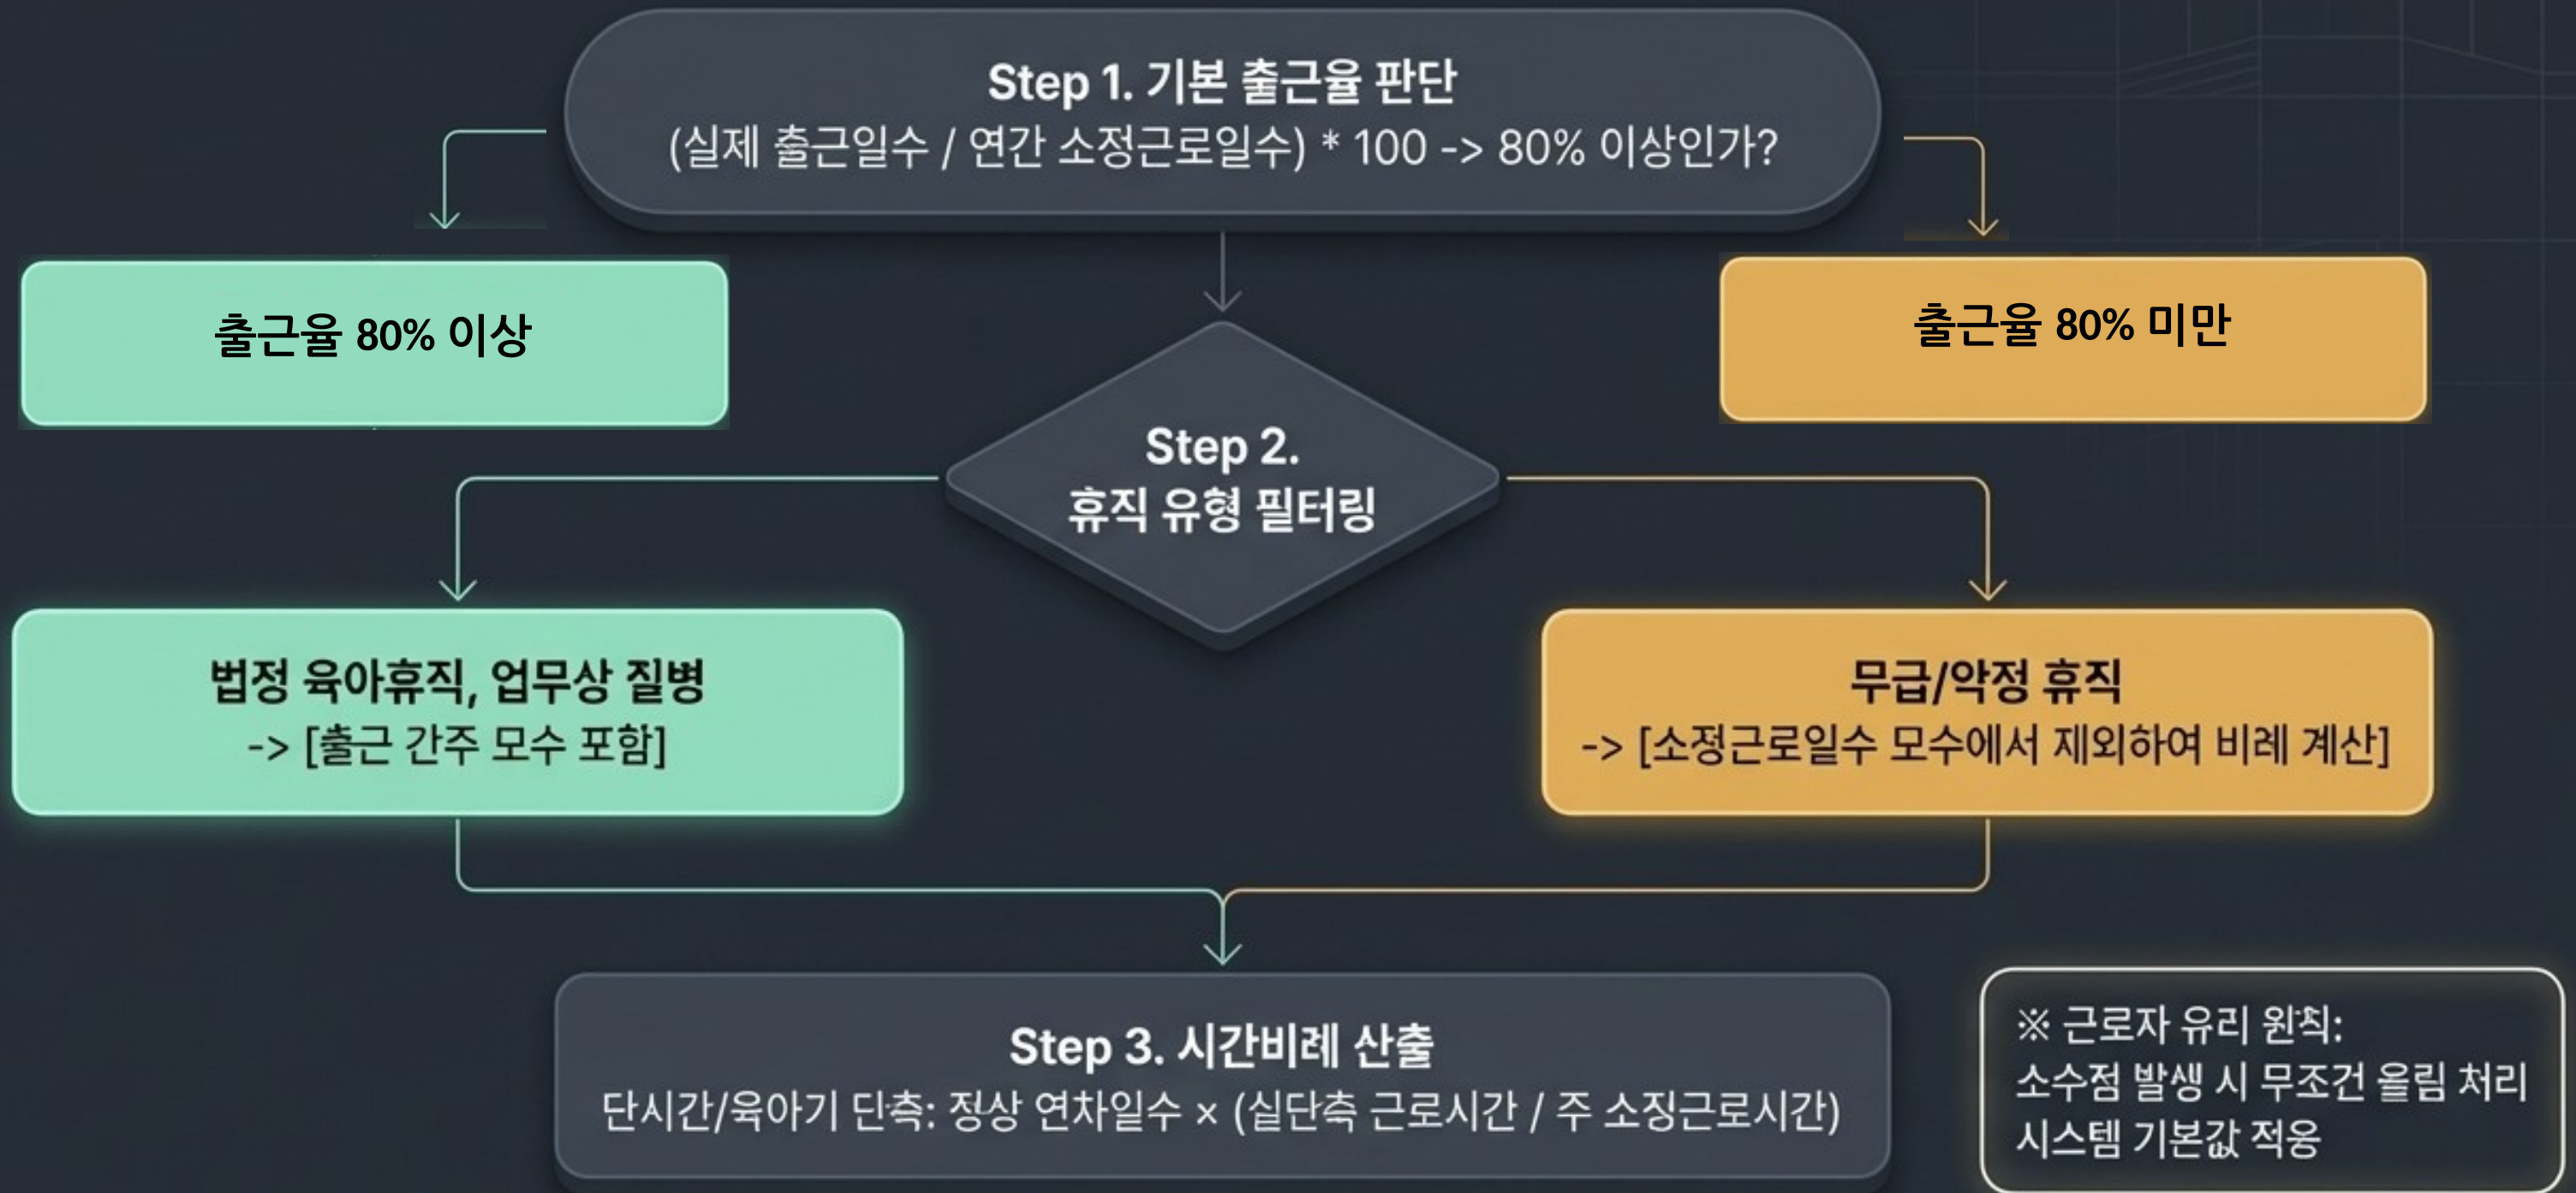 Step 1. 기본 출근율 판단
(실제 출근일수 / 연간 소정근로일수) * 100 -> 80% 이상인가?
출근율 80% 이상
출근율 80% 미만
Step 2.
휴직 유형 필터링
법정 육아휴직, 업무상 질병
-> [출근 간주 모수 포함]
무급/약정 휴직
-> [소정근로일수 모수에서 제외하여 비례 계산]
Step 3. 시간비례 산출
단시간/육아기 단축: 정상 연차일수 × (실단축 근로시간 / 주 소정근로시간)
※ 근로자 유리 원칙:
소수점 발생 시 무조건 올림 처리
시스템 기본값 적용